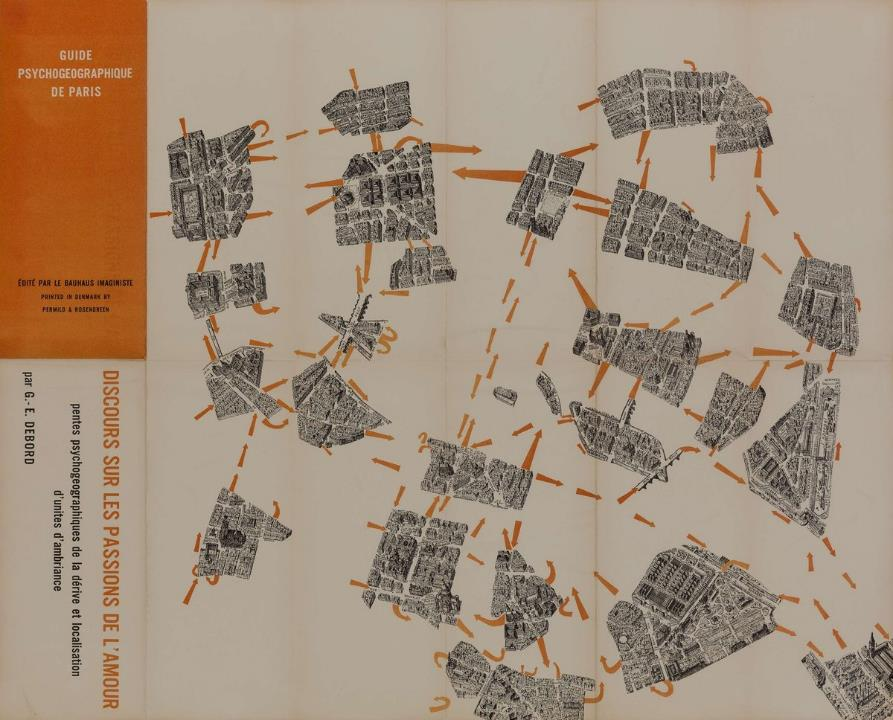 GUIDE
PSYCHOGEOGRAPHIQUE
DE PARIS
ÉDITÉ PAR LE BAUHAUS IMAGINISTE
PRINTED IN DENMARK BY
PERMILD & ROSENGREEN
DISCOURS SUR LES PASSIONS DE L'AMOUR
pentes psychogeographiques de la dérive et localisation
d'unites d'ambriance
par G.-E. DEBORD